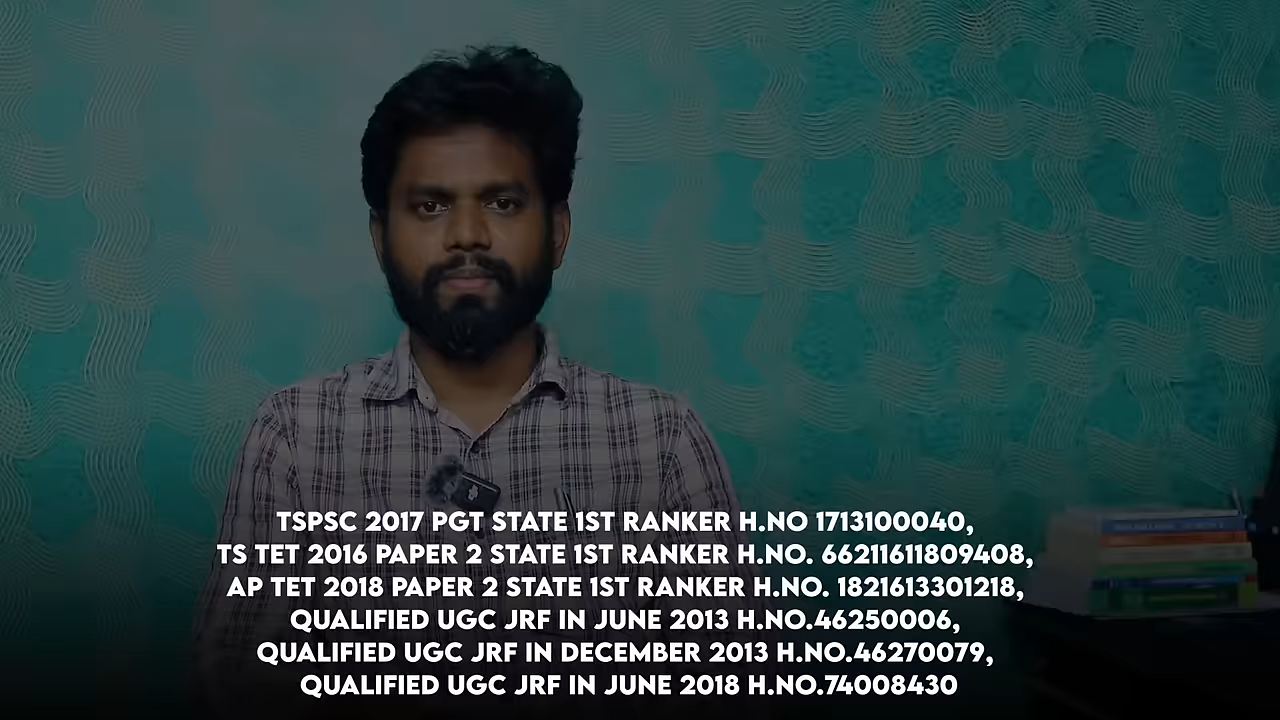 TSPSC 2017 PGT STATE 1ST RANKER H.NO 1713100040,
TS TET 2016 PAPER 2 STATE 1ST RANKER H.NO. 66211611809408,
AP TET 2018 PAPER 2 STATE 1ST RANKER H.NO. 1821613301218,
QUALIFIED UGC JRF IN JUNE 2013 H.NO.46250006,
QUALIFIED UGC JRF IN DECEMBER 2013 H.NO.46270079,
QUALIFIED UGC JRF IN JUNE 2018 H.NO.74008430